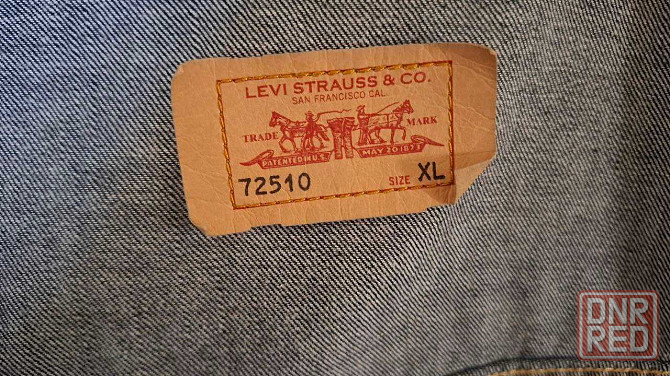 LEVI STRAUSS & CO.
SAN FRANCISCO CAL.
TRADE MARK
PATENTED IN U.S. MAY 20 1873
72510 SIZE XL
DNR
RED